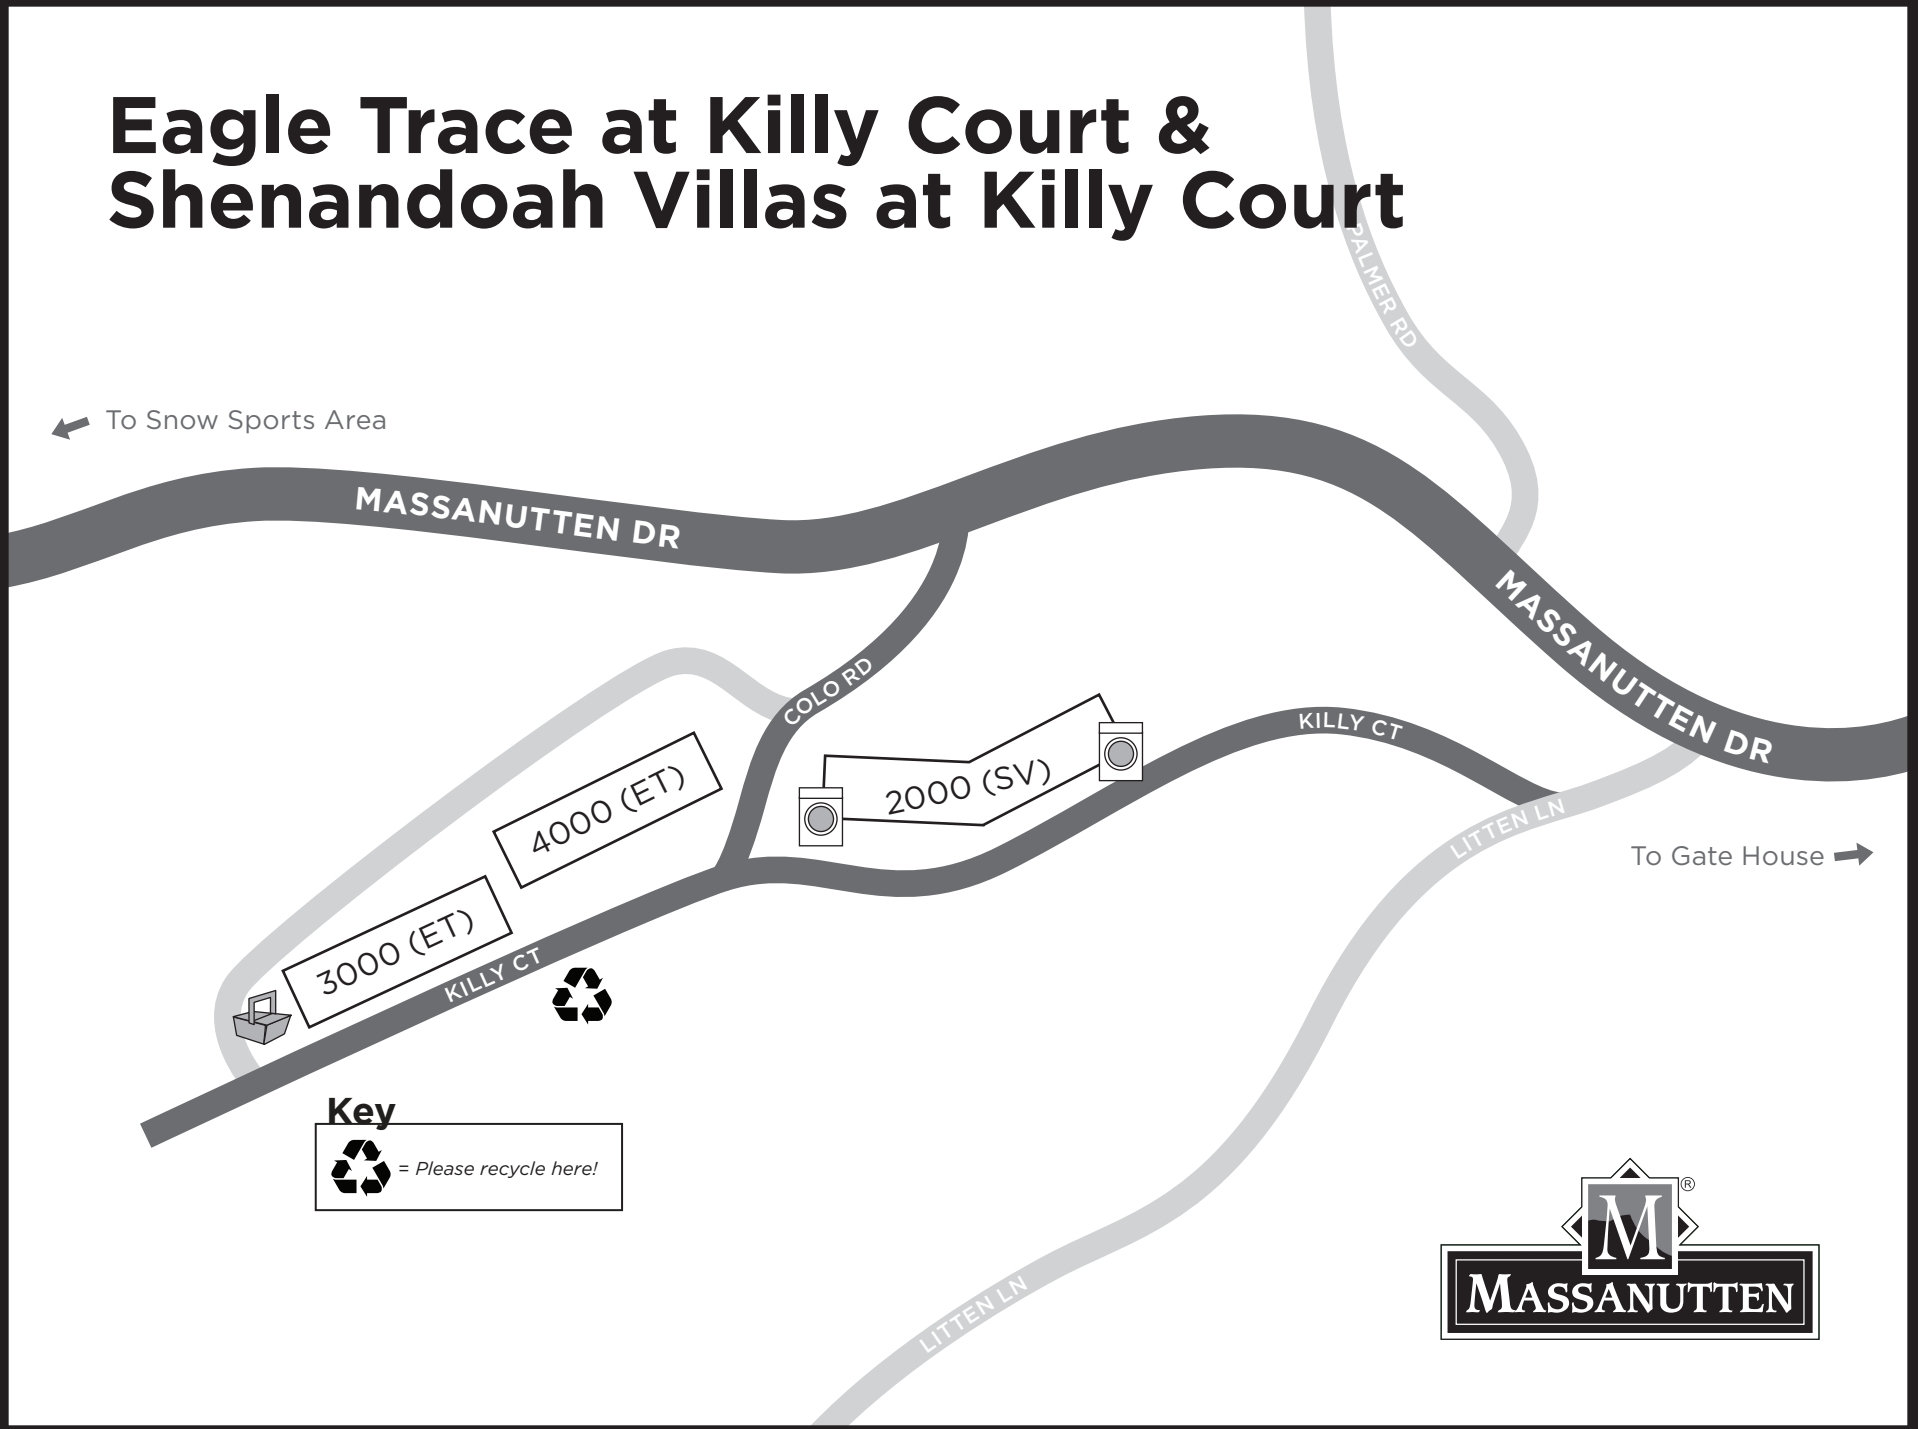 Eagle Trace at Killy Court &
Shenandoah Villas at Killy Court
PALMER RD
To Snow Sports Area
MASSANUTTEN DR
MASSANUTTEN DR
COLO RD
KILLY CT
2000 (SV)
4000 (ET)
LITTEN LN
To Gate House
3000 (ET)
KILLY CT
Key
= Please recycle here!
M ®
MASSANUTTEN
LITTEN LN